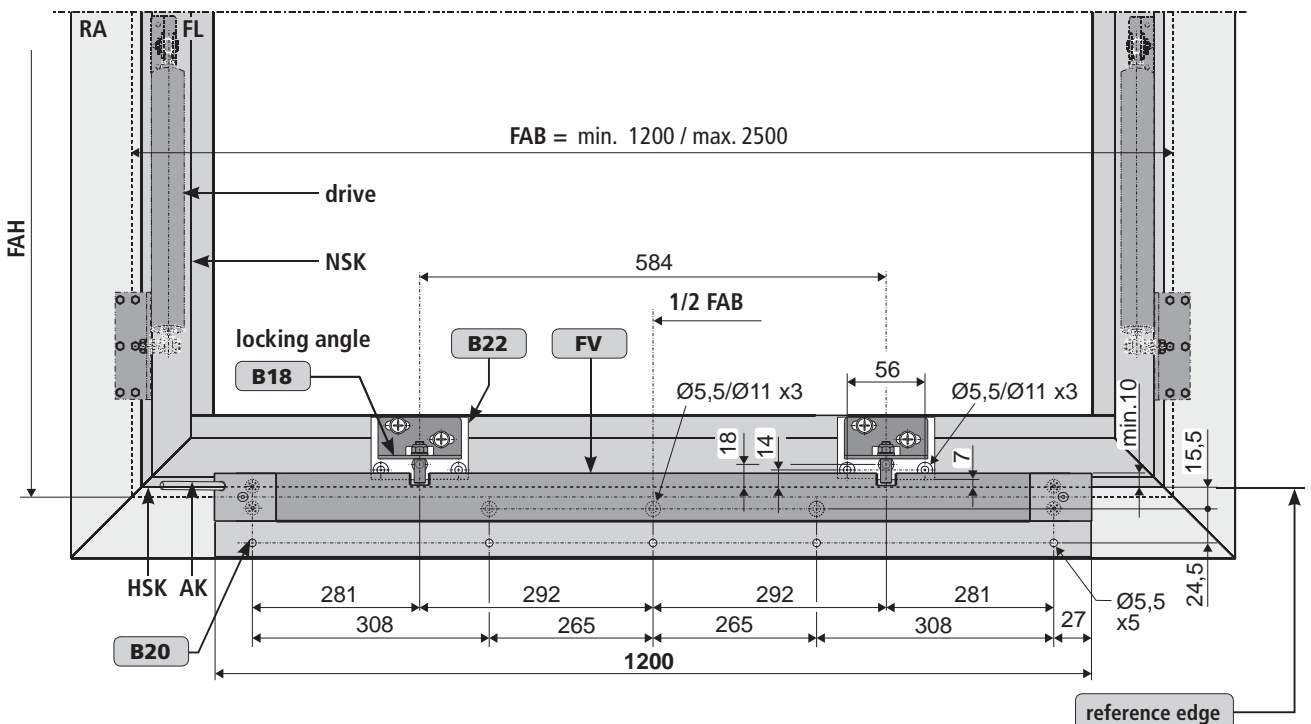 RA
FL
FAB = min. 1200 / max. 2500
drive
FAH
NSK
584
1/2 FAB
locking angle
B22
FV
B18
56
Ø5,5/Ø11 x3
Ø5,5/Ø11 x3
min.10
18
14
7
15,5
HSK
AK
24,5
281
292
292
281
Ø5,5
x5
308
265
265
308
27
B20
1200
reference edge